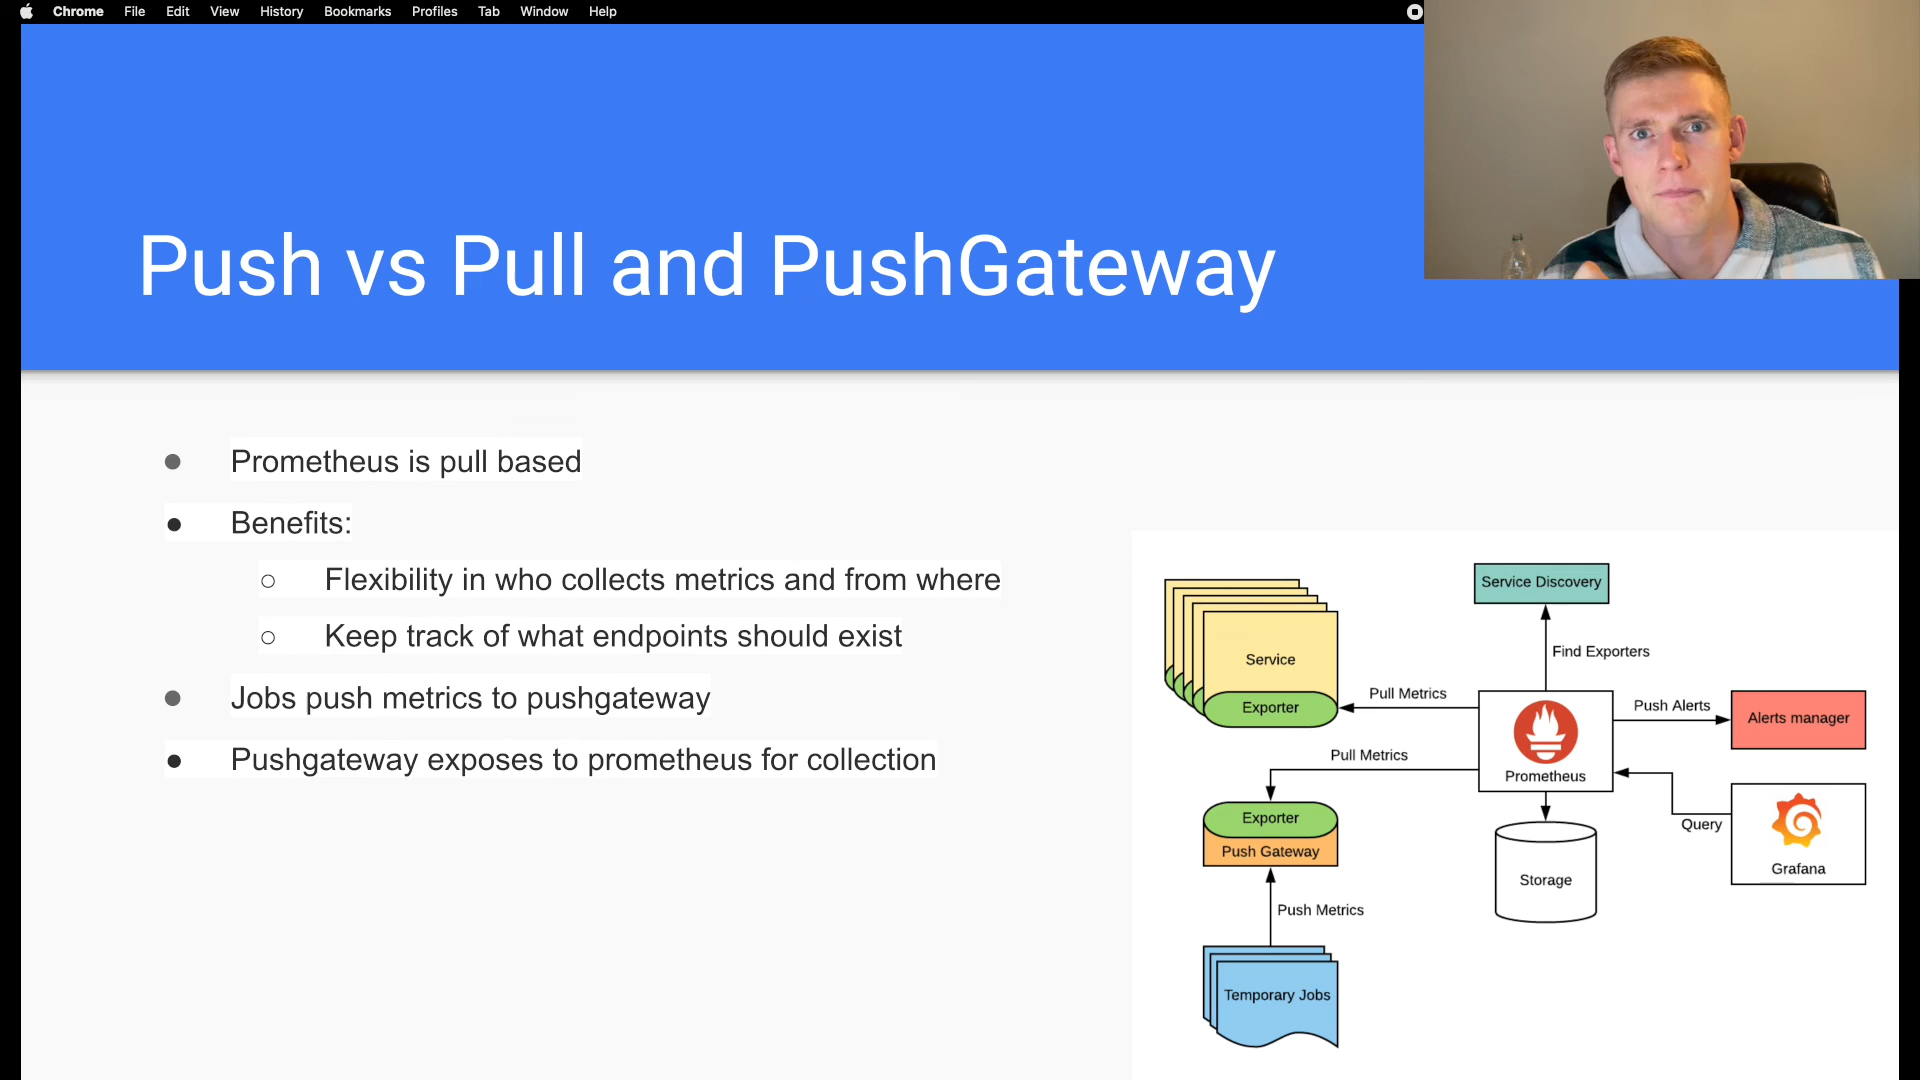 Chrome File Edit View History Bookmarks Profiles Tab Window Help
Push vs Pull and PushGateway
Prometheus is pull based
Benefits:
Flexibility in who collects metrics and from where
Keep track of what endpoints should exist
Jobs push metrics to pushgateway
Pushgateway exposes to prometheus for collection
Service Discovery
Find Exporters
Service
Exporter
Pull Metrics
Prometheus
Push Alerts
Alerts manager
Pull Metrics
Exporter
Push Gateway
Query
Grafana
Storage
Push Metrics
Temporary Jobs